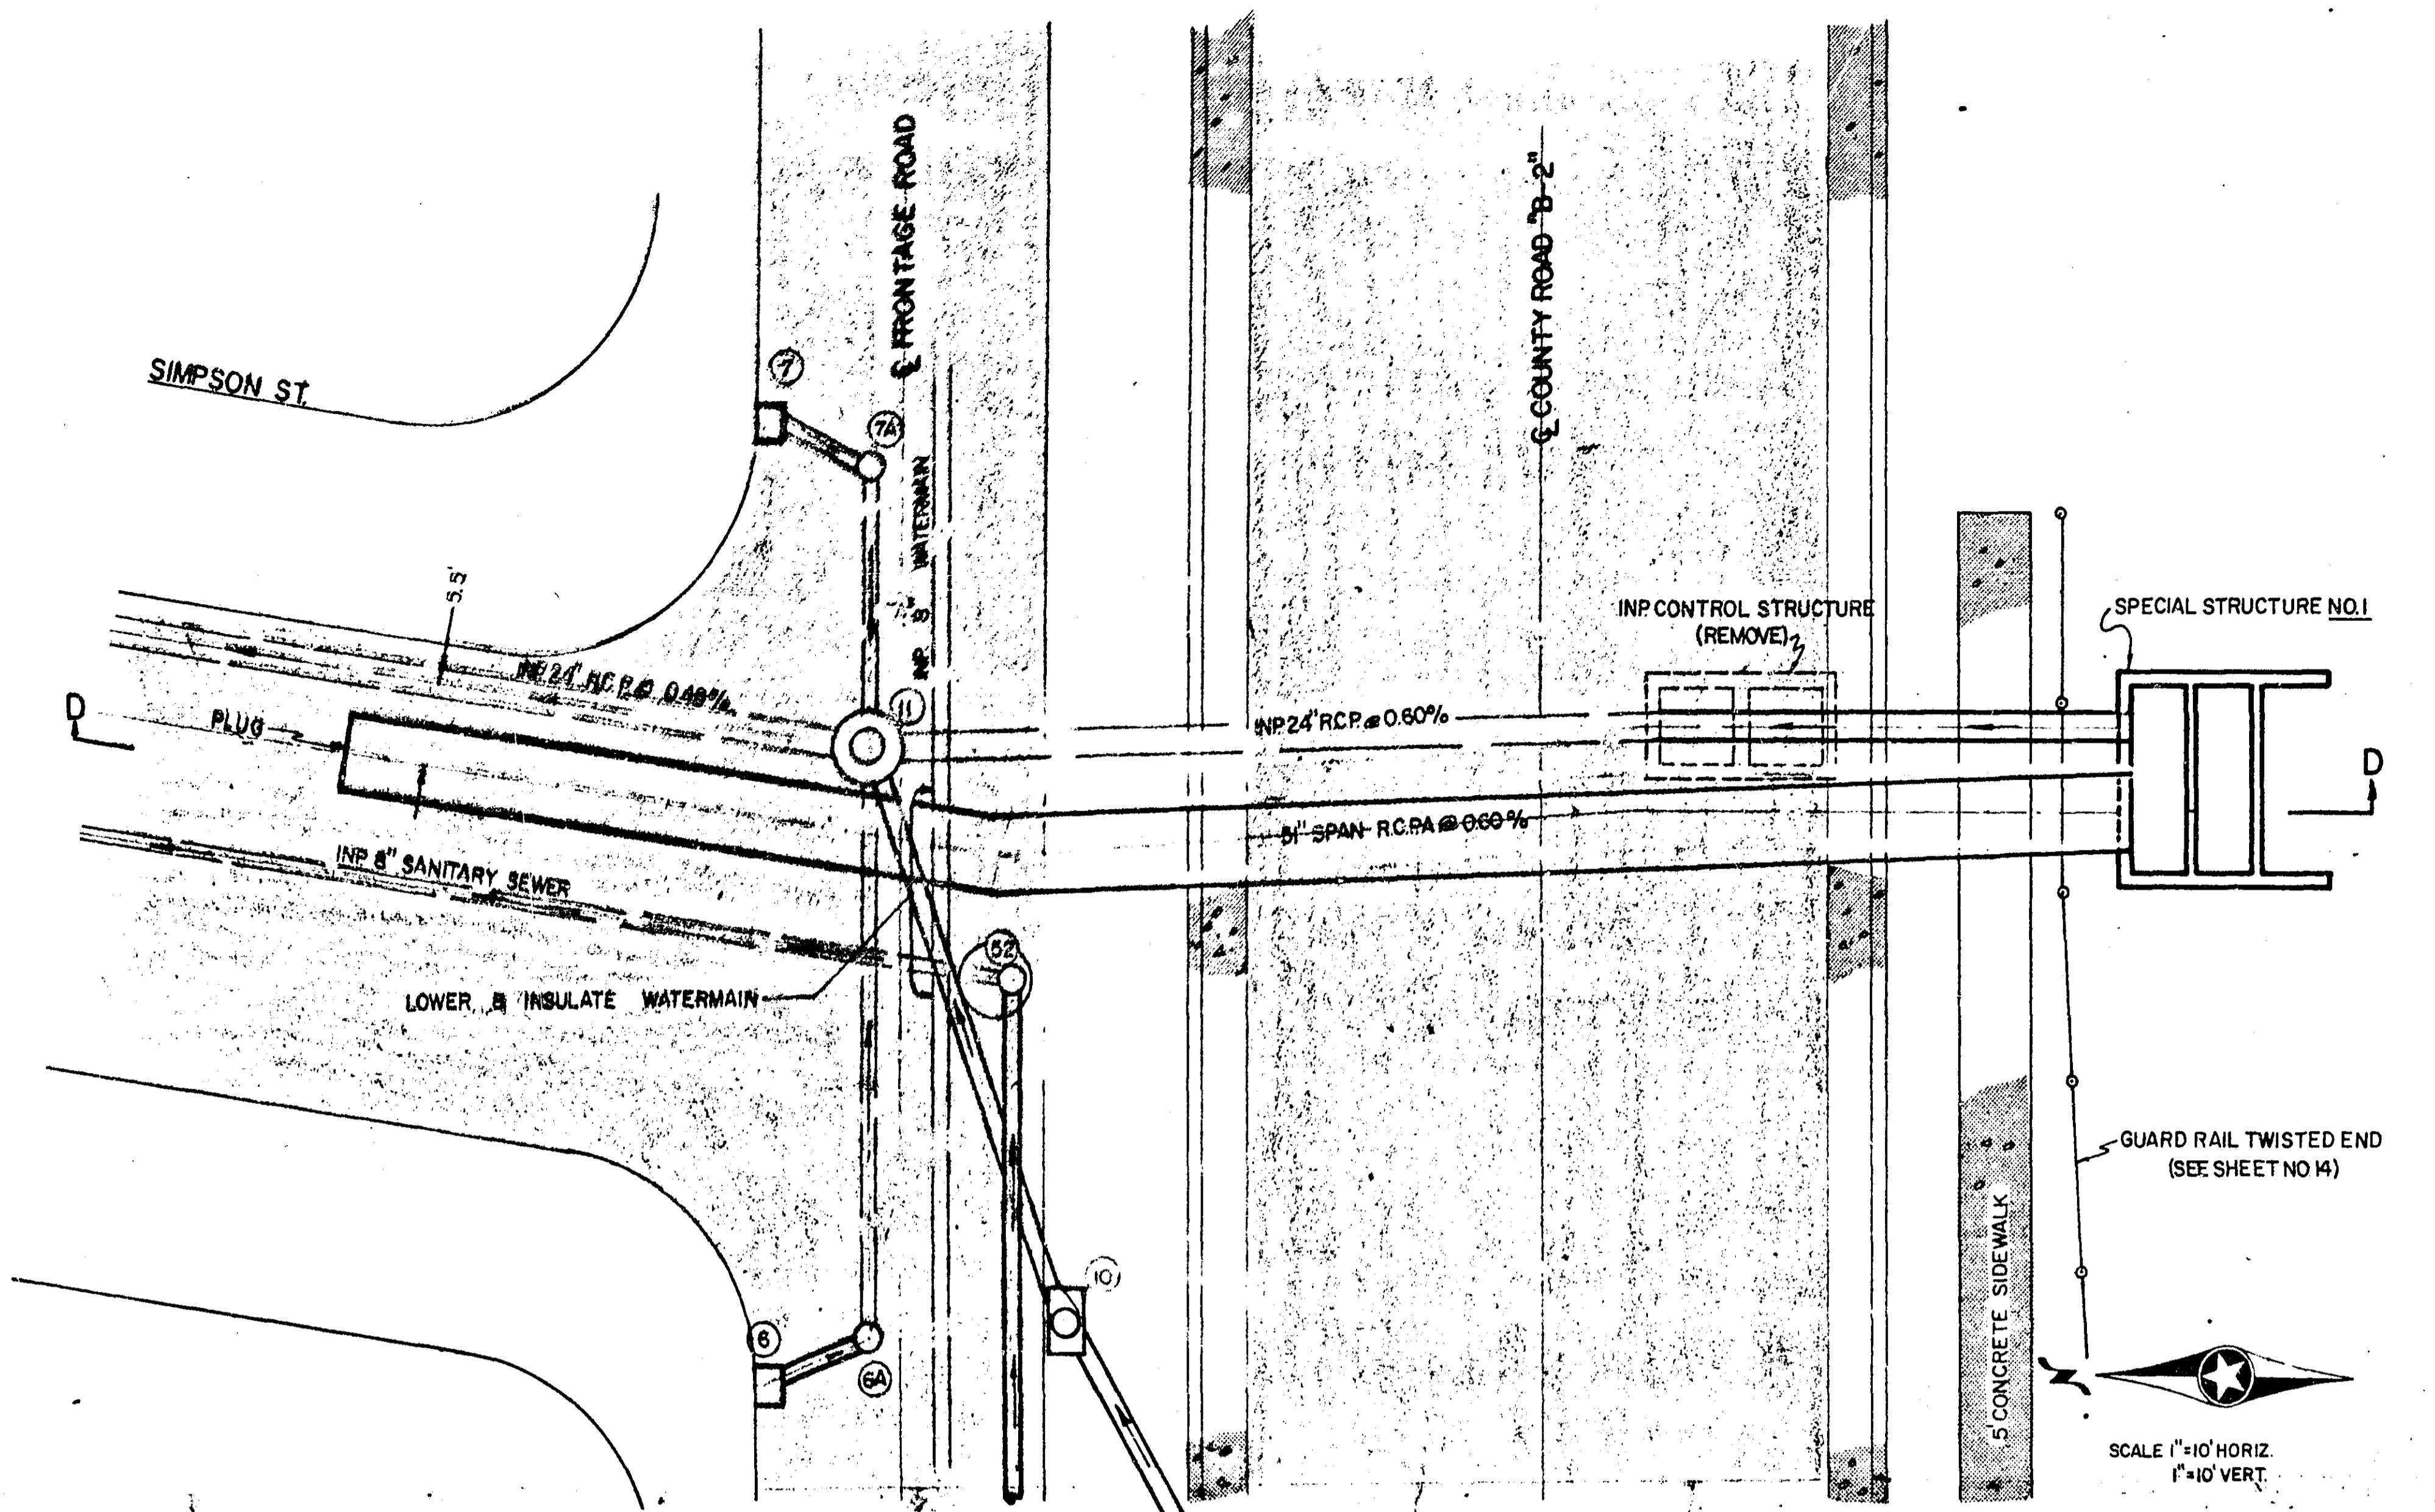 SIMPSON ST.
℄ FRONTAGE ROAD
℄ COUNTY ROAD "B-2"
7
7A
INP. 8" WATERMAIN
5.5'
INP. 24" R.C.P. @ 0.48%
11
D
PLUG
INP. 24" R.C.P. @ 0.60%
INP. CONTROL STRUCTURE
(REMOVE)
SPECIAL STRUCTURE NO. 1
D
51" SPAN R.C.P.A @ 0.60%
INP. 8" SANITARY SEWER
52
LOWER & INSULATE WATERMAIN
10
6
6A
GUARD RAIL TWISTED END
(SEE SHEET NO 14)
5' CONCRETE SIDEWALK
N
SCALE 1"=10' HORIZ.
1"=10' VERT.